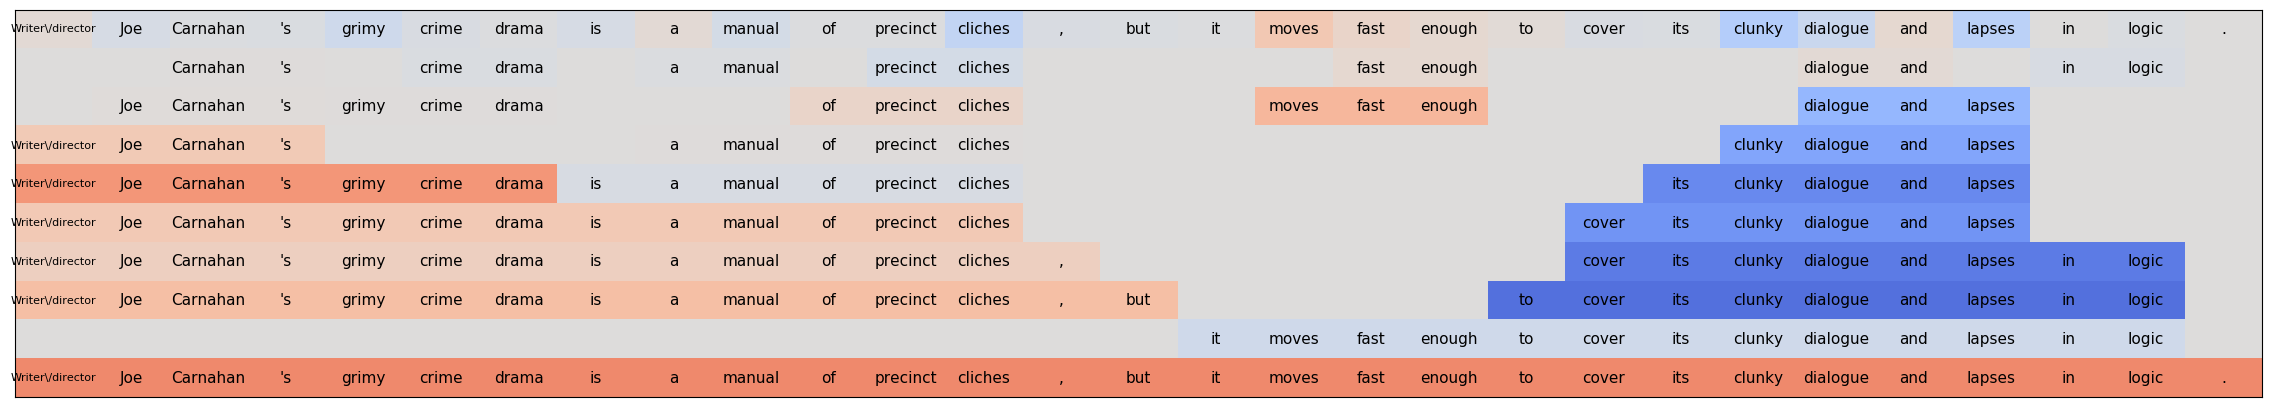 Writer\/director Joe Carnahan 's grimy crime drama is a manual of precinct cliches , but it moves fast enough to cover its clunky dialogue and lapses in logic .
Carnahan 's crime drama a manual precinct cliches fast enough dialogue and in logic
Joe Carnahan 's grimy crime drama of precinct cliches moves fast enough dialogue and lapses
Writer\/director Joe Carnahan 's a manual of precinct cliches clunky dialogue and lapses
Writer\/director Joe Carnahan 's grimy crime drama is a manual of precinct cliches its clunky dialogue and lapses
Writer\/director Joe Carnahan 's grimy crime drama is a manual of precinct cliches cover its clunky dialogue and lapses
Writer\/director Joe Carnahan 's grimy crime drama is a manual of precinct cliches , cover its clunky dialogue and lapses in logic
Writer\/director Joe Carnahan 's grimy crime drama is a manual of precinct cliches , but to cover its clunky dialogue and lapses in logic
it moves fast enough to cover its clunky dialogue and lapses in logic
Writer\/director Joe Carnahan 's grimy crime drama is a manual of precinct cliches , but it moves fast enough to cover its clunky dialogue and lapses in logic .